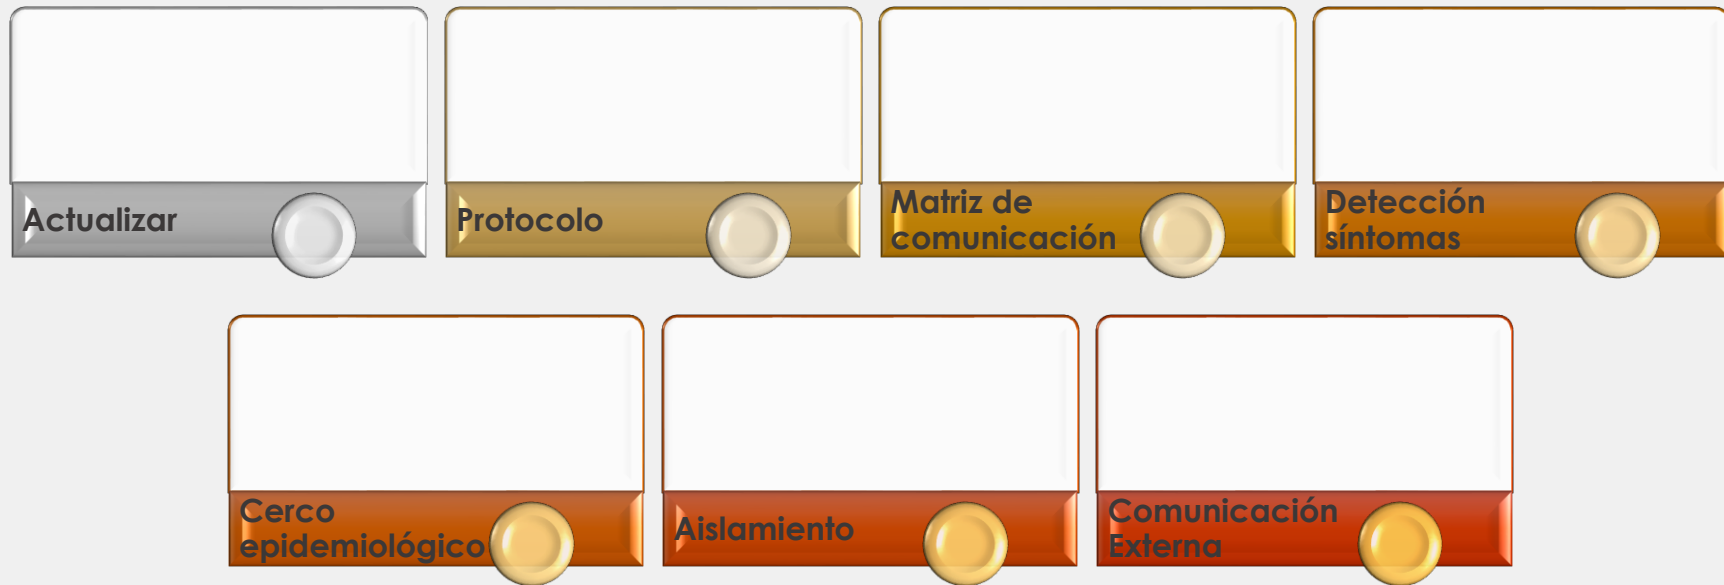 Actualizar
Protocolo
Matriz de
comunicación
Detección
síntomas
Cerco
epidemiológico
Aislamiento
Comunicación
Externa